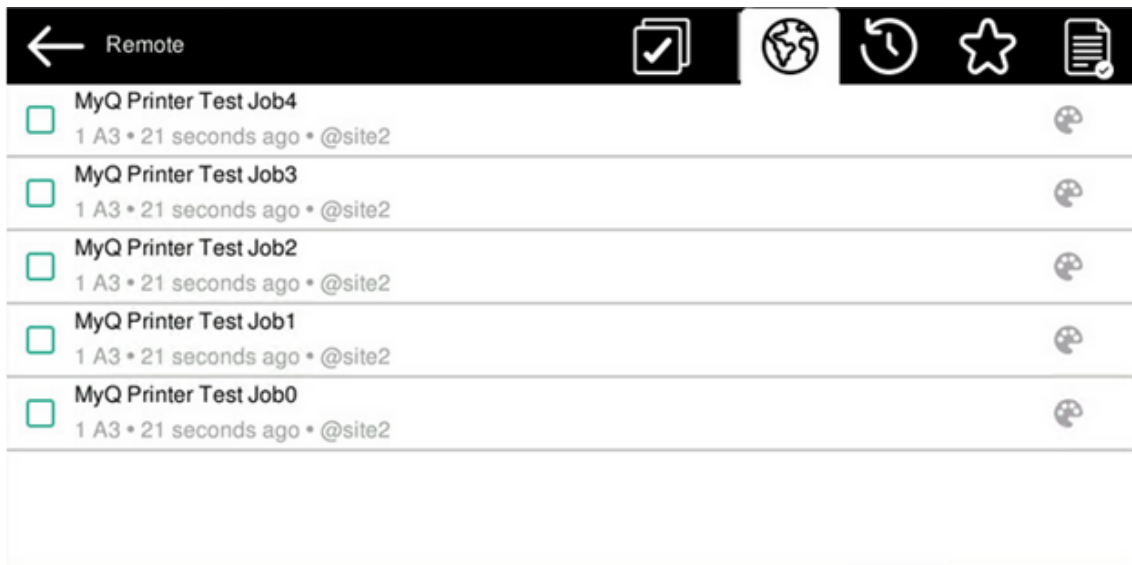 Remote
MyQ Printer Test Job4
1 A3 • 21 seconds ago • @site2
MyQ Printer Test Job3
1 A3 • 21 seconds ago • @site2
MyQ Printer Test Job2
1 A3 • 21 seconds ago • @site2
MyQ Printer Test Job1
1 A3 • 21 seconds ago • @site2
MyQ Printer Test Job0
1 A3 • 21 seconds ago • @site2